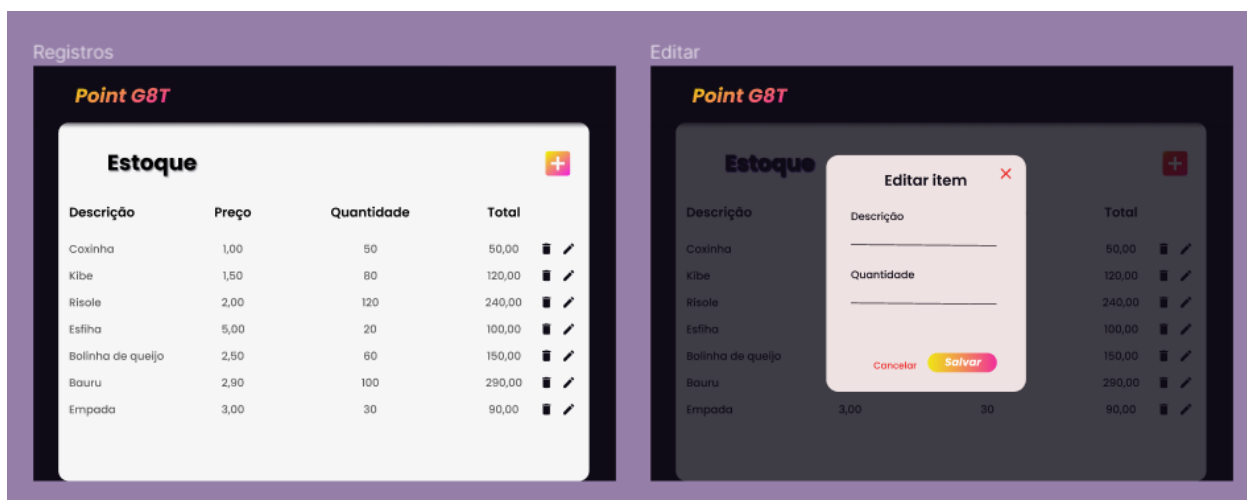 Registros
Point G8T
Estoque
Descrição Preço Quantidade Total
Coxinha 1,00 50 50,00
Kibe 1,50 80 120,00
Risole 2,00 120 240,00
Esfiha 5,00 20 100,00
Bolinha de queijo 2,50 60 150,00
Bauru 2,90 100 290,00
Empada 3,00 30 90,00
Editar
Point G8T
Estoque
Descrição Total
Coxinha 50,00
Kibe 120,00
Risole 240,00
Esfiha 100,00
Bolinha de queijo 150,00
Bauru 290,00
Empada 3,00 30 90,00
Editar item
Descrição
Quantidade
Cancelar Salvar